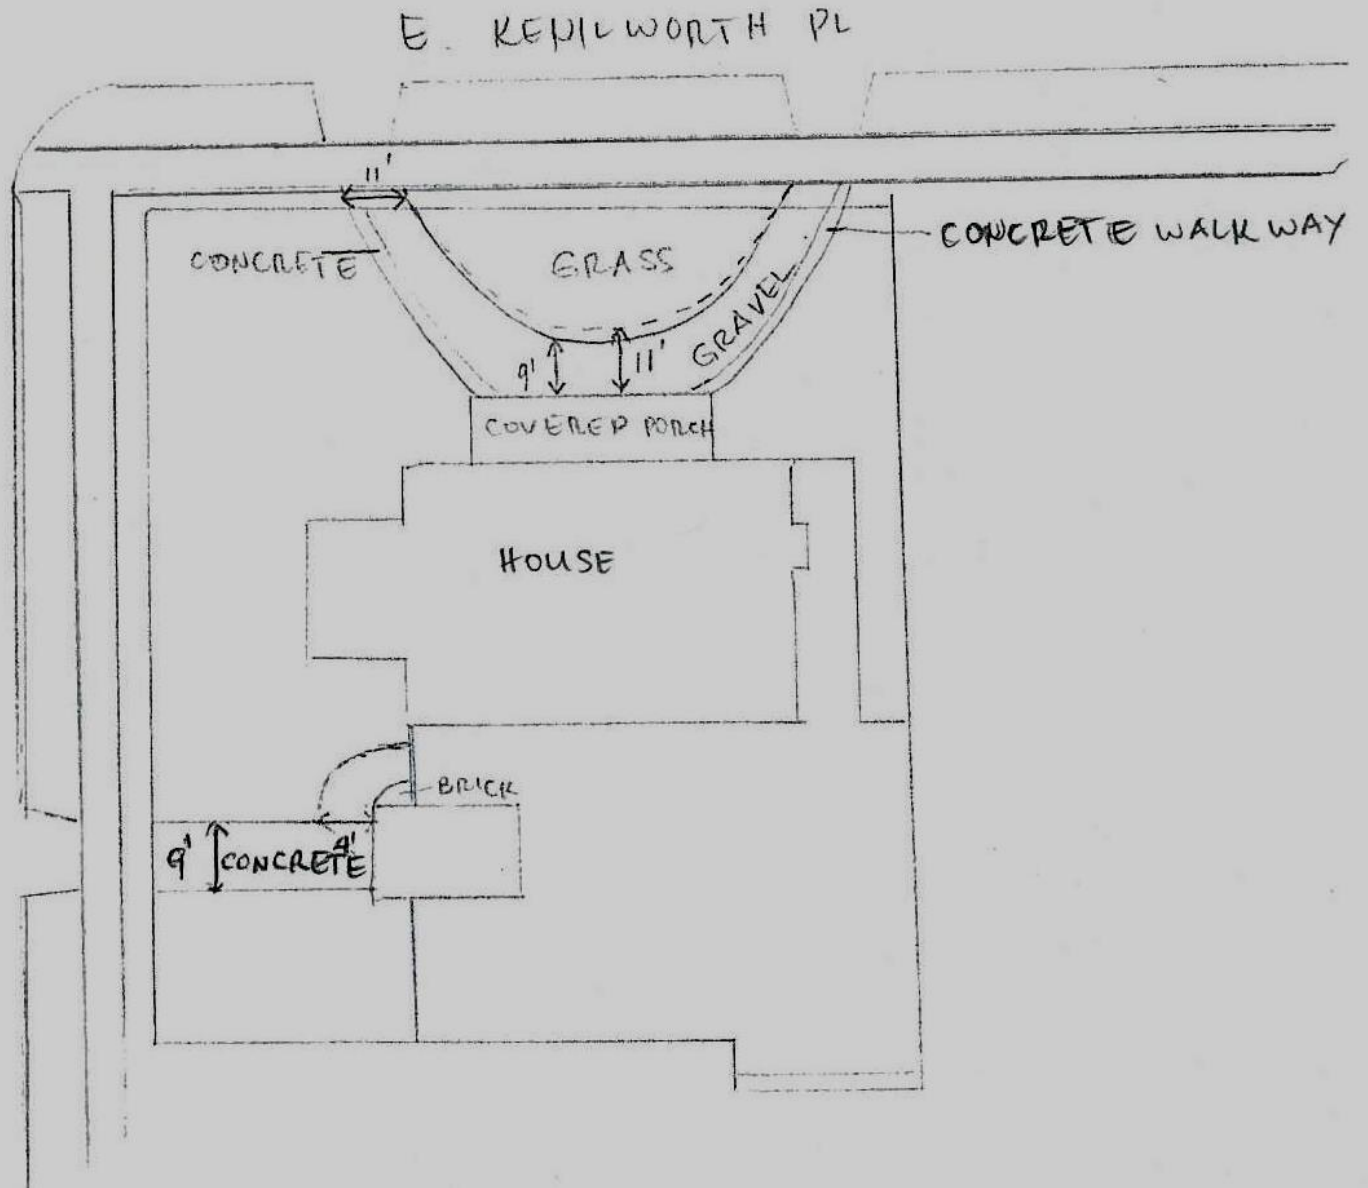 E. KENILWORTH PL
11'
CONCRETE
GRASS
CONCRETE WALKWAY
GRAVEL
9'
11'
COVERED PORCH
HOUSE
BRICK
9'
CONCRETE
4'